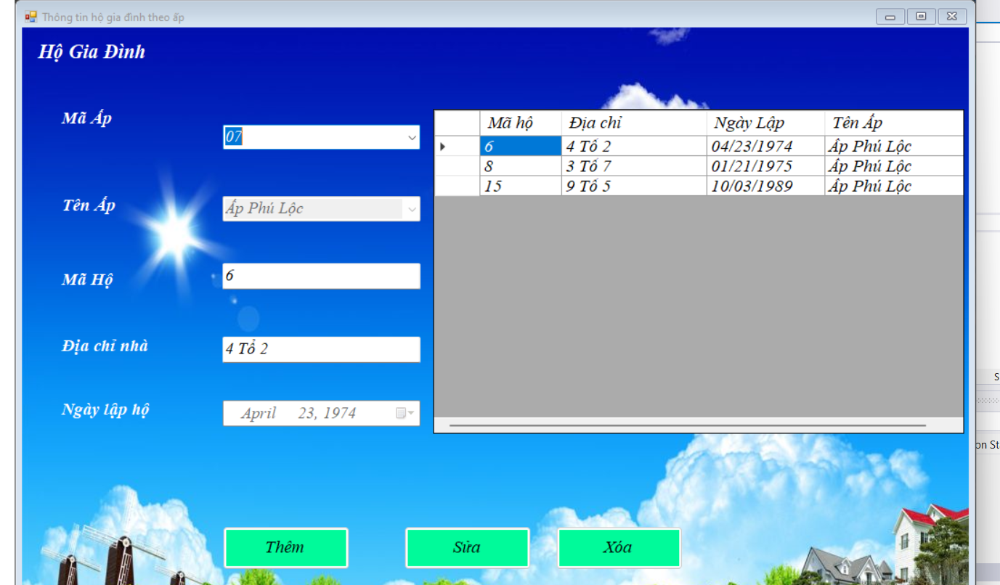 Thông tin hộ gia đình theo ấp
Hộ Gia Đình
Mã Ấp
07
Tên Ấp
Ấp Phú Lộc
Mã Hộ
6
Địa chỉ nhà
4 Tổ 2
Ngày lập hộ
April 23, 1974
Mã hộ Địa chỉ Ngày Lập Tên Ấp
6 4 Tổ 2 04/23/1974 Ấp Phú Lộc
8 3 Tổ 7 01/21/1975 Ấp Phú Lộc
15 9 Tổ 5 10/03/1989 Ấp Phú Lộc
Thêm Sửa Xóa